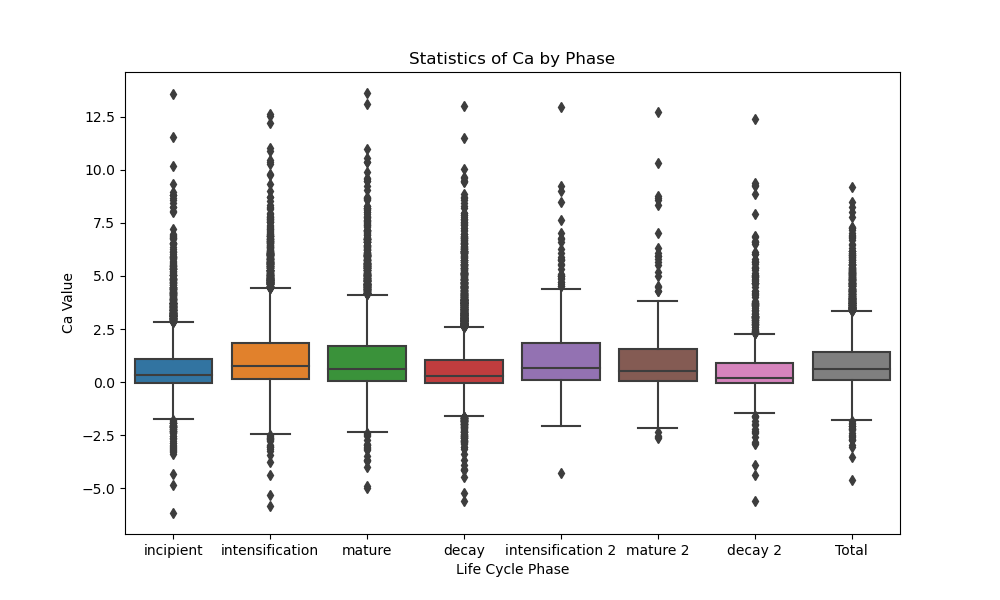 Statistics of Ca by Phase
Ca Value
12.5
10.0
7.5
5.0
2.5
0.0
−2.5
−5.0
incipient intensification mature decay intensification 2 mature 2 decay 2 Total
Life Cycle Phase